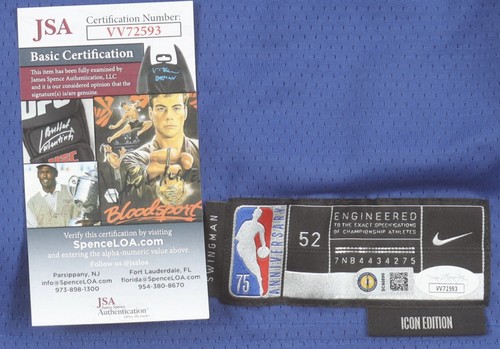 JSA
Certification Number:
VV72593
Basic Certification
This item has been fully examined by
James Spence Authentication, LLC
and it is our considered opinion that the
signature(s) is/are genuine.
UFC
Bloodsport
Verify this certification by visiting
SpenceLOA.com
and entering the alpha-numeric value above.
Follow us @jsaloa
Parsippany, NJ
info@SpenceLOA.com
973-898-1300
Fort Lauderdale, FL
florida@SpenceLOA.com
954-380-8670
JSA
Authentication
SWINGMAN
75
ANNIVERSARY
52
ENGINEERED
TO THE EXACT SPECIFICATIONS
OF CHAMPIONSHIP ATHLETES
7NB4434275
VV72593
ICON EDITION